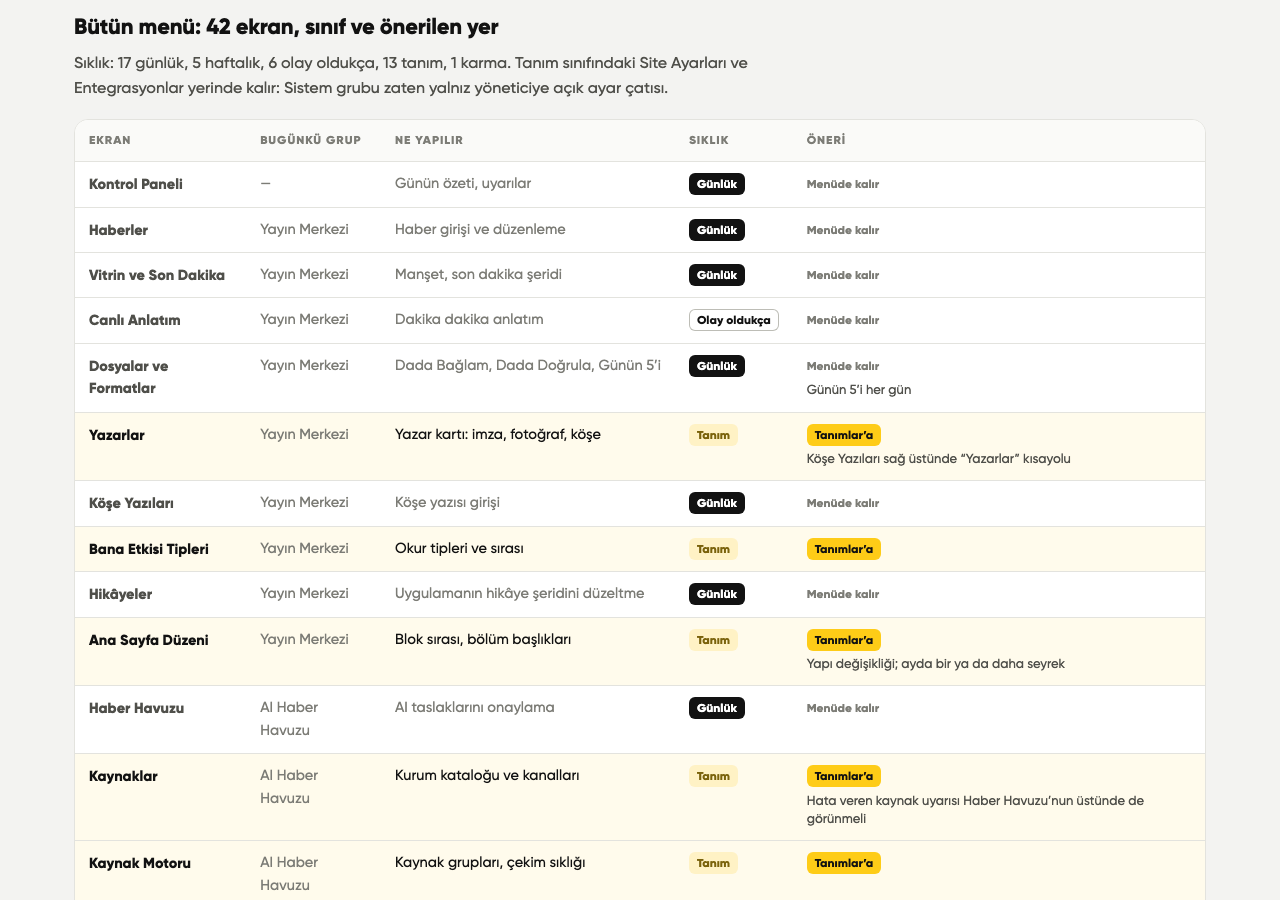 Bütün menü: 42 ekran, sınıf ve önerilen yer
Sıklık: 17 günlük, 5 haftalık, 6 olay oldukça, 13 tanım, 1 karma. Tanım sınıfındaki Site Ayarları ve
Entegrasyonlar yerinde kalır: Sistem grubu zaten yalnız yöneticiye açık ayar çatısı.
EKRAN BUGÜNKÜ GRUP NE YAPILIR SIKLIK ÖNERİ
Kontrol Paneli — Günün özeti, uyarılar Günlük Menüde kalır
Haberler Yayın Merkezi Haber girişi ve düzenleme Günlük Menüde kalır
Vitrin ve Son Dakika Yayın Merkezi Manşet, son dakika şeridi Günlük Menüde kalır
Canlı Anlatım Yayın Merkezi Dakika dakika anlatım Olay oldukça Menüde kalır
Dosyalar ve Yayın Merkezi Dada Bağlam, Dada Doğrula, Günün 5’i Günlük Menüde kalır
Formatlar Günün 5’i her gün
Yazarlar Yayın Merkezi Yazar kartı: imza, fotoğraf, köşe Tanım Tanımlar’a
Köşe Yazıları sağ üstünde “Yazarlar” kısayolu
Köşe Yazıları Yayın Merkezi Köşe yazısı girişi Günlük Menüde kalır
Bana Etkisi Tipleri Yayın Merkezi Okur tipleri ve sırası Tanım Tanımlar’a
Hikâyeler Yayın Merkezi Uygulamanın hikâye şeridini düzeltme Günlük Menüde kalır
Ana Sayfa Düzeni Yayın Merkezi Blok sırası, bölüm başlıkları Tanım Tanımlar’a
Yapı değişikliği; ayda bir ya da daha seyrek
Haber Havuzu AI Haber AI taslaklarını onaylama Günlük Menüde kalır
Havuzu
Kaynaklar AI Haber Kurum kataloğu ve kanalları Tanım Tanımlar’a
Havuzu Hata veren kaynak uyarısı Haber Havuzu’nun üstünde de
görünmeli
Kaynak Motoru AI Haber Kaynak grupları, çekim sıklığı Tanım Tanımlar’a
Havuzu